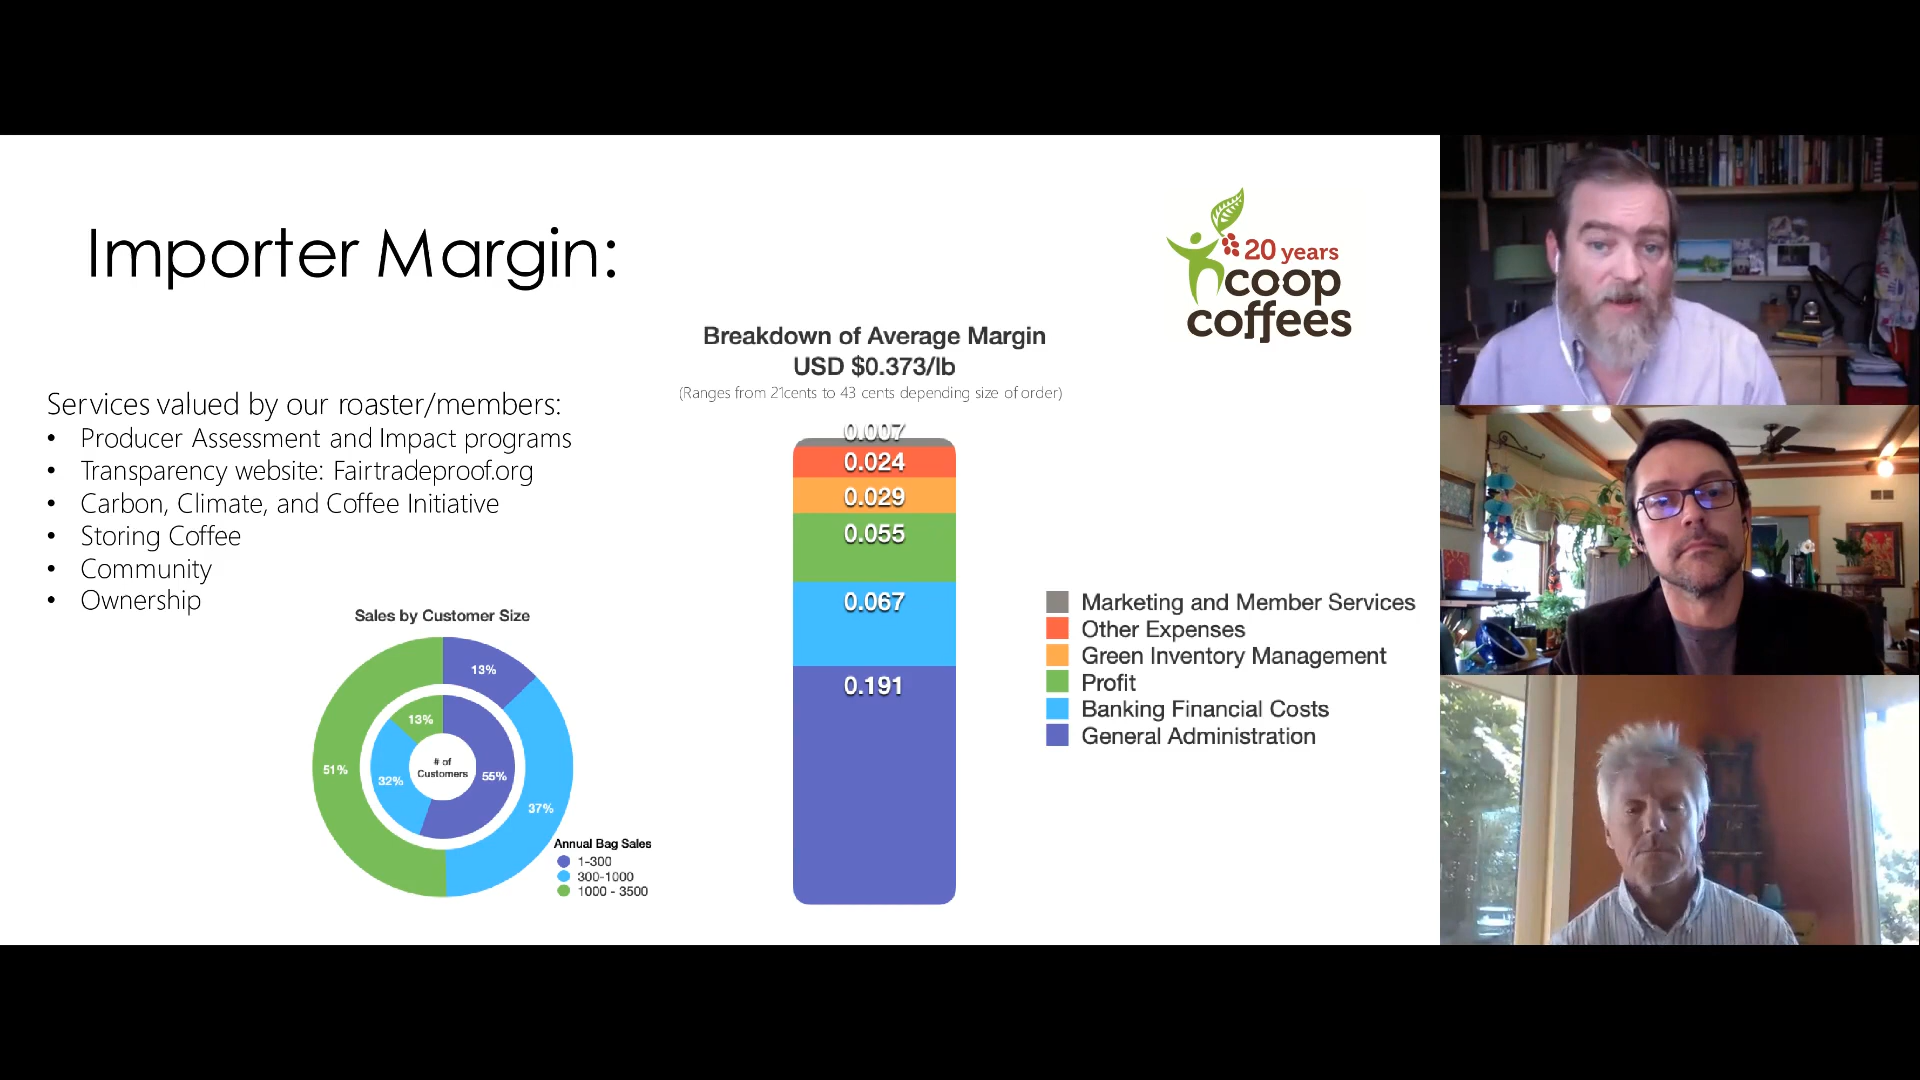 Importer Margin:
20 years
coop
coffees
Breakdown of Average Margin
USD $0.373/lb
(Ranges from 21cents to 43 cents depending size of order)
Services valued by our roaster/members:
• Producer Assessment and Impact programs
• Transparency website: Fairtradeproof.org
• Carbon, Climate, and Coffee Initiative
• Storing Coffee
• Community
• Ownership
Sales by Customer Size
13%
37%
51%
13%
32%
55%
# of
Customers
Annual Bag Sales
1-300
300-1000
1000 - 3500
0.007
0.024
0.029
0.055
0.067
0.191
Marketing and Member Services
Other Expenses
Green Inventory Management
Profit
Banking Financial Costs
General Administration